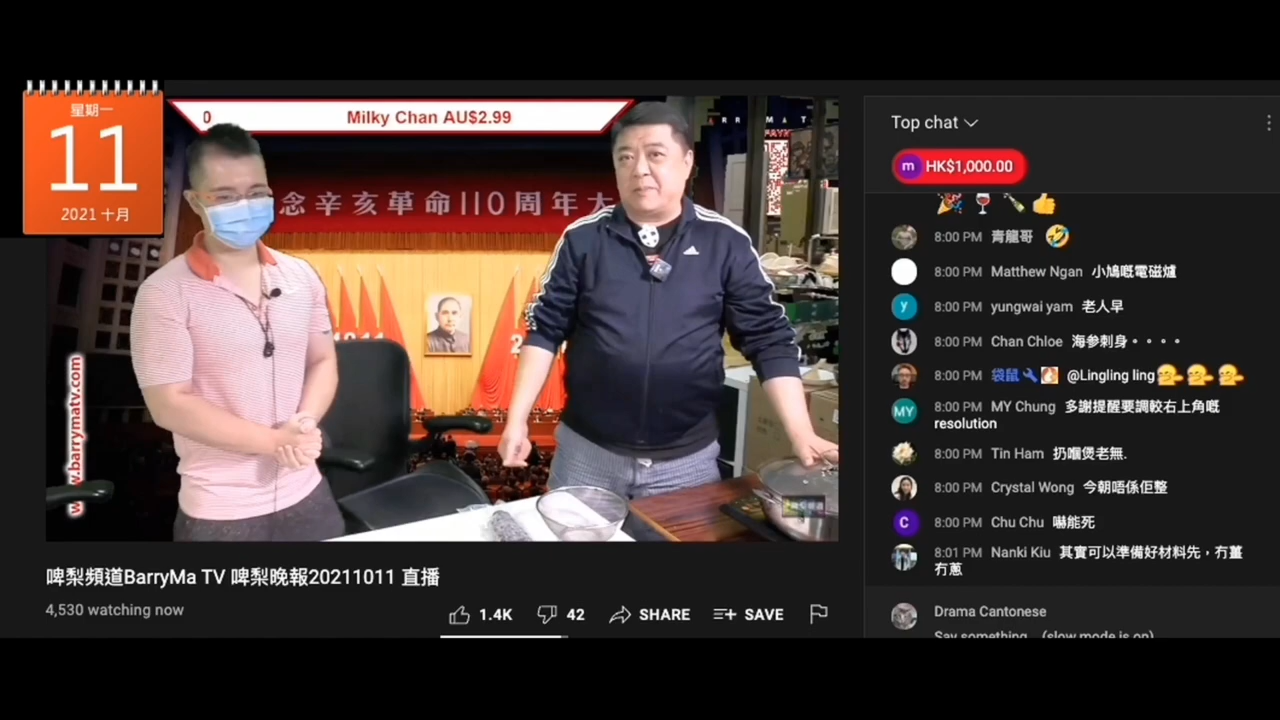 星期一
11
2021 十月
0
Milky Chan AU$2.99
念辛亥革命110周年大
www.barrymatv.com
啤梨頻道BarryMa TV 啤梨晚報20211011 直播
4,530 watching now
1.4K
42
SHARE
SAVE
Top chat
m HK$1,000.00
🎉🍷🍾👍
8:00 PM 青龍哥 🤣
8:00 PM Matthew Ngan 小鳩嘅電磁爐
y 8:00 PM yungwai yam 老人早
8:00 PM Chan Chloe 海参刺身。。。。
8:00 PM 袋鼠 @Lingling ling
MY 8:00 PM MY Chung 多謝提醒要調較右上角嘅
resolution
8:00 PM Tin Ham 扔嗰煲老無.
8:00 PM Crystal Wong 今朝唔係佢整
C 8:00 PM Chu Chu 嚇能死
8:01 PM Nanki Kiu 其實可以準備好材料先，冇薑
冇蔥
Drama Cantonese
Say something... (slow mode is on)